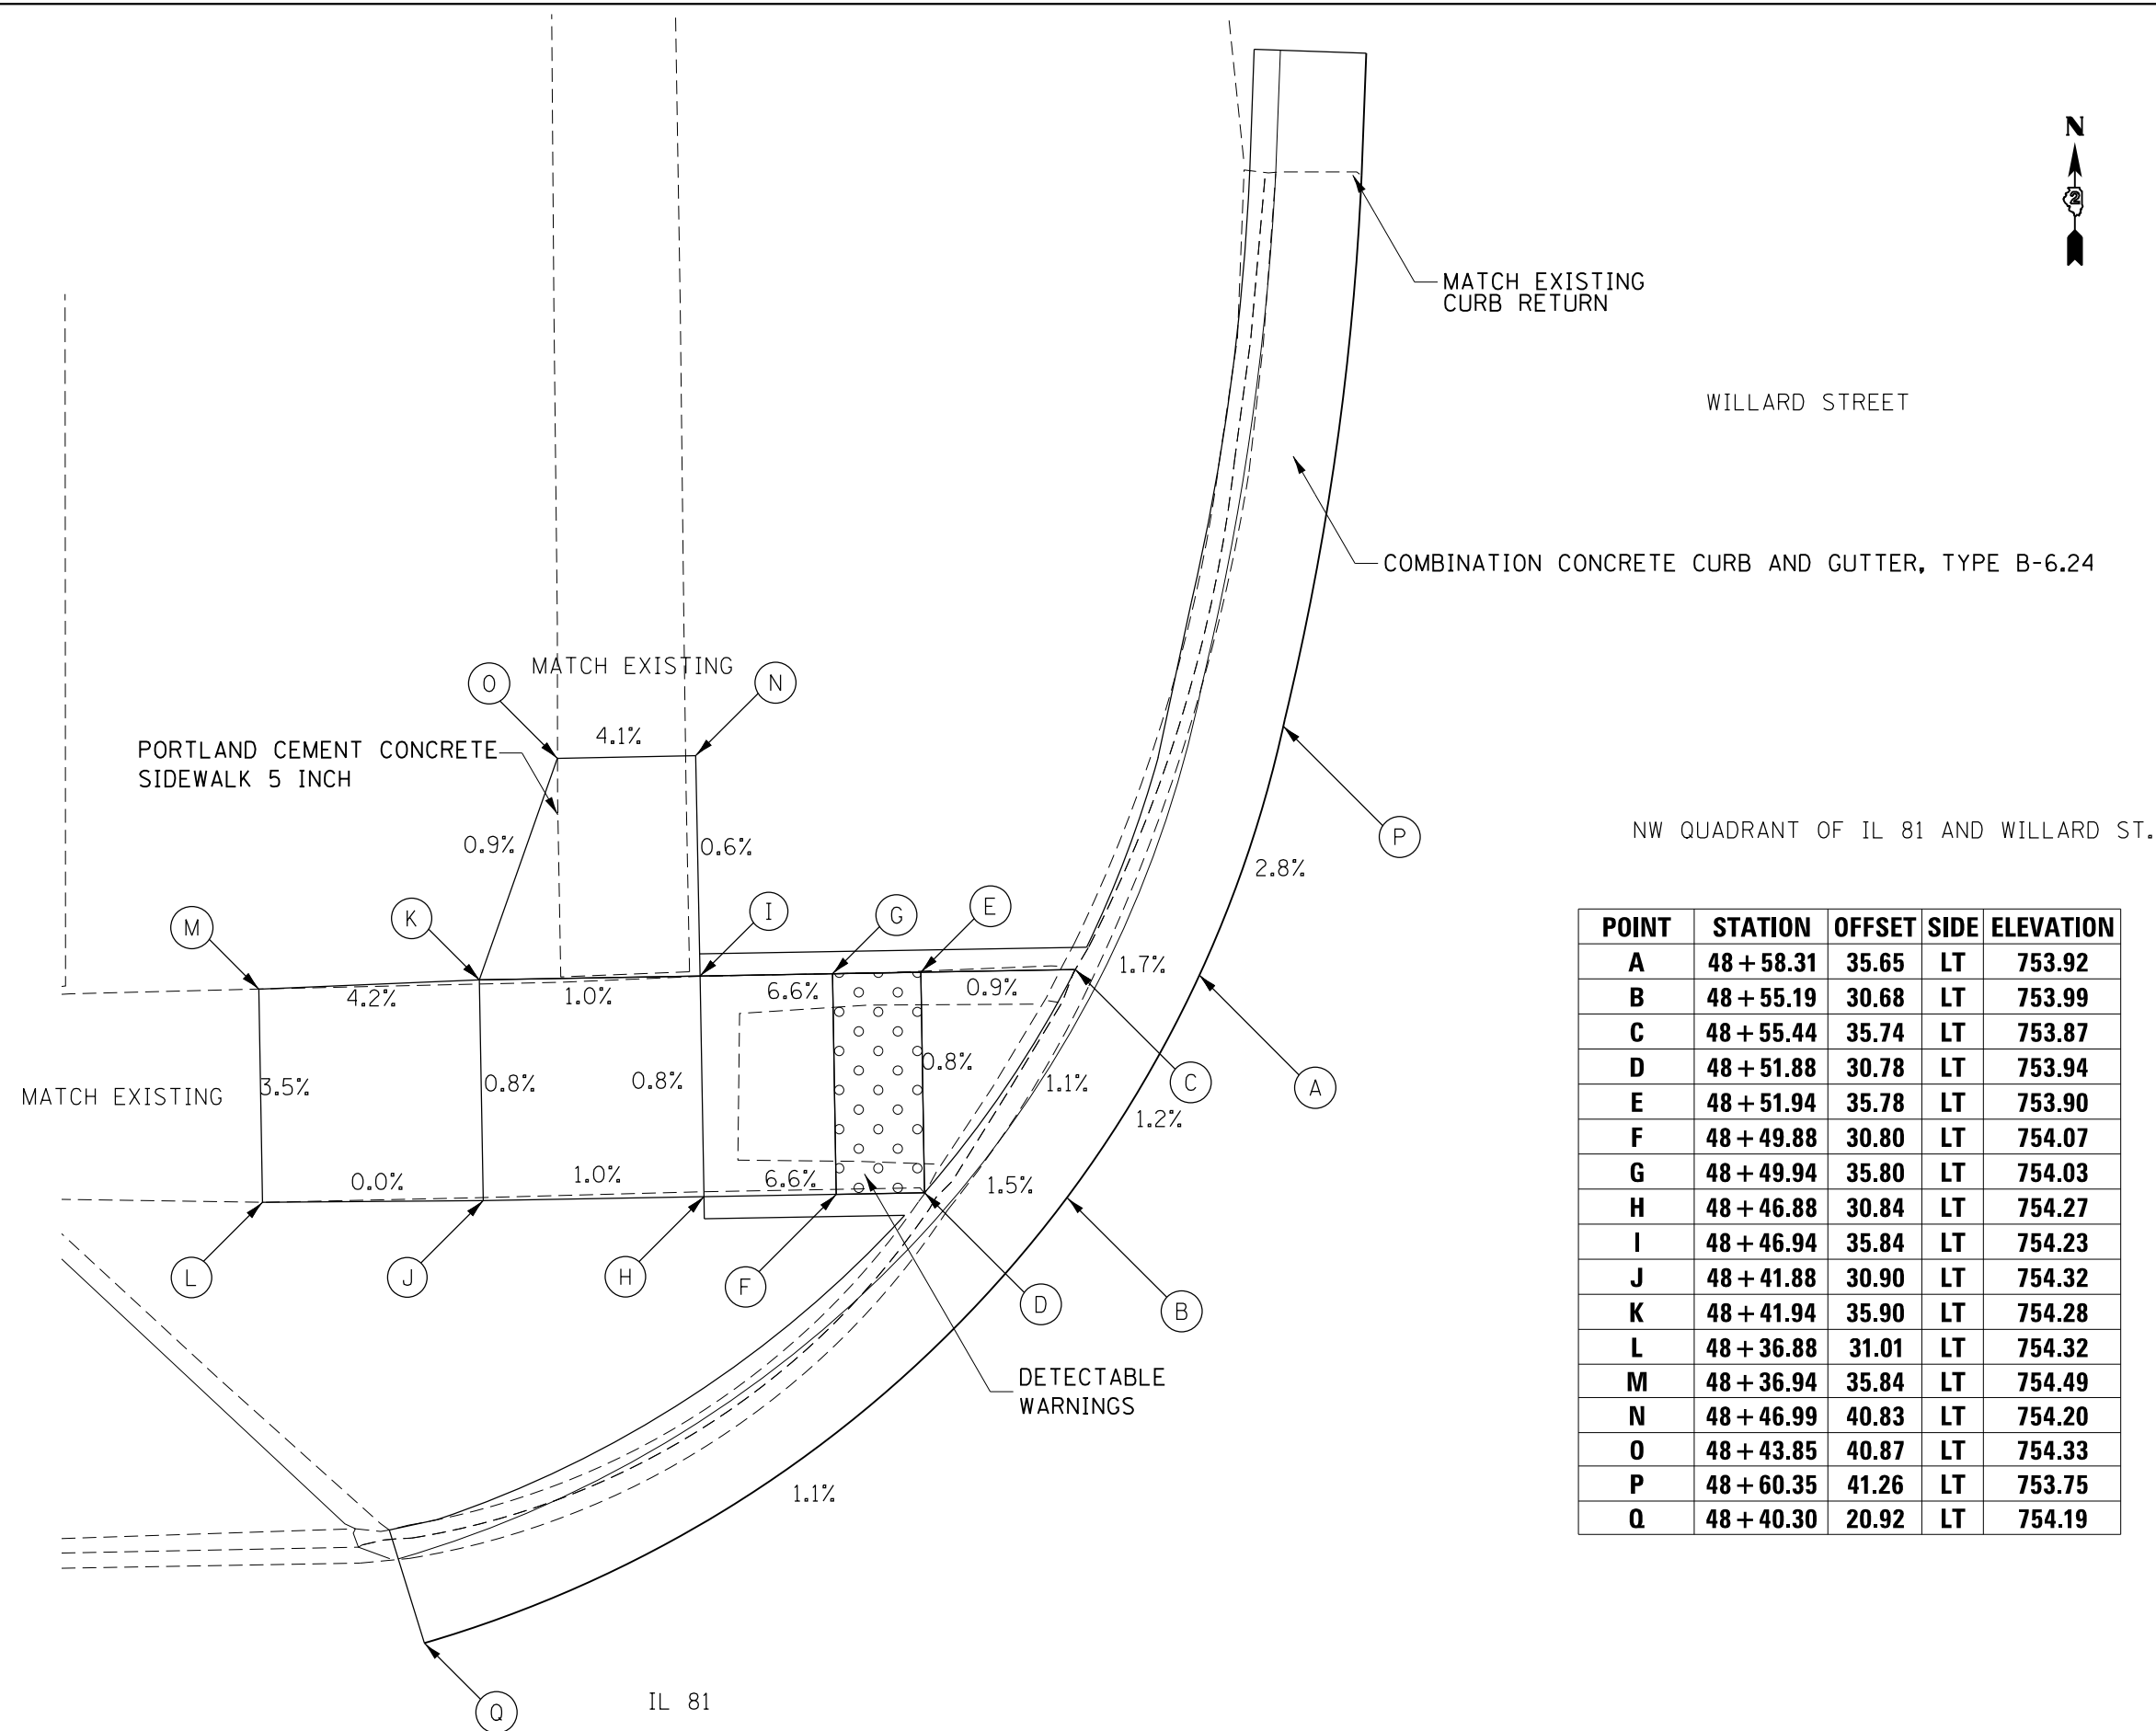 N
2
MATCH EXISTING
CURB RETURN
WILLARD STREET
COMBINATION CONCRETE CURB AND GUTTER, TYPE B-6.24
O
MATCH EXISTING
N
4.1%
PORTLAND CEMENT CONCRETE
SIDEWALK 5 INCH
0.9%
0.6%
P
2.8%
NW QUADRANT OF IL 81 AND WILLARD ST.
M
K
I
G
E
4.2%
1.0%
6.6%
0.9%
1.7%
MATCH EXISTING
3.5%
0.8%
0.8%
0.8%
1.1%
C
A
1.2%
0.0%
1.0%
6.6%
1.5%
L
J
H
F
D
B
DETECTABLE
WARNINGS
1.1%
IL 81
Q
POINT STATION OFFSET SIDE ELEVATION
A 48+58.31 35.65 LT 753.92
B 48+55.19 30.68 LT 753.99
C 48+55.44 35.74 LT 753.87
D 48+51.88 30.78 LT 753.94
E 48+51.94 35.78 LT 753.90
F 48+49.88 30.80 LT 754.07
G 48+49.94 35.80 LT 754.03
H 48+46.88 30.84 LT 754.27
I 48+46.94 35.84 LT 754.23
J 48+41.88 30.90 LT 754.32
K 48+41.94 35.90 LT 754.28
L 48+36.88 31.01 LT 754.32
M 48+36.94 35.84 LT 754.49
N 48+46.99 40.83 LT 754.20
O 48+43.85 40.87 LT 754.33
P 48+60.35 41.26 LT 753.75
Q 48+40.30 20.92 LT 754.19